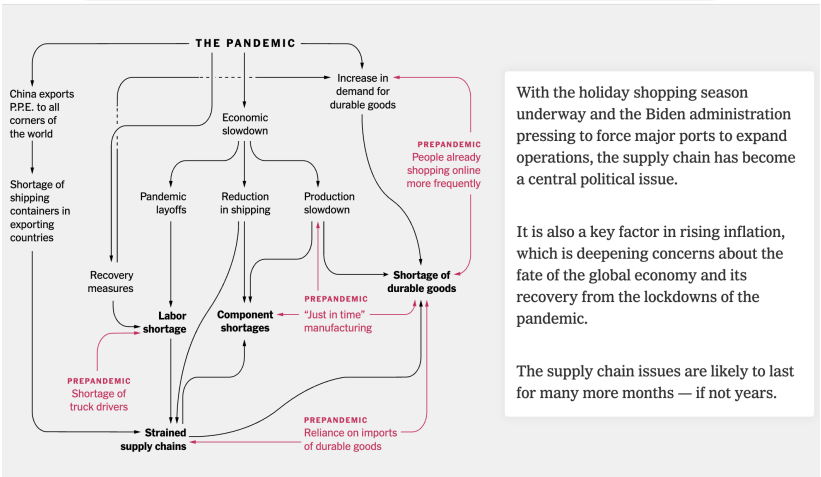 THE PANDEMIC
China exports
P.P.E. to all
corners of
the world
Increase in
demand for
durable goods
Economic
slowdown
PREPANDEMIC
People already
shopping online
more frequently
Shortage of
shipping
containers in
exporting
countries
Pandemic
layoffs
Reduction
in shipping
Production
slowdown
Recovery
measures
Shortage of
durable goods
Labor
shortage
Component
shortages
PREPANDEMIC
“Just in time”
manufacturing
PREPANDEMIC
Shortage of
truck drivers
Strained
supply chains
PREPANDEMIC
Reliance on imports
of durable goods
With the holiday shopping season
underway and the Biden administration
pressing to force major ports to expand
operations, the supply chain has become
a central political issue.
It is also a key factor in rising inflation,
which is deepening concerns about the
fate of the global economy and its
recovery from the lockdowns of the
pandemic.
The supply chain issues are likely to last
for many more months — if not years.